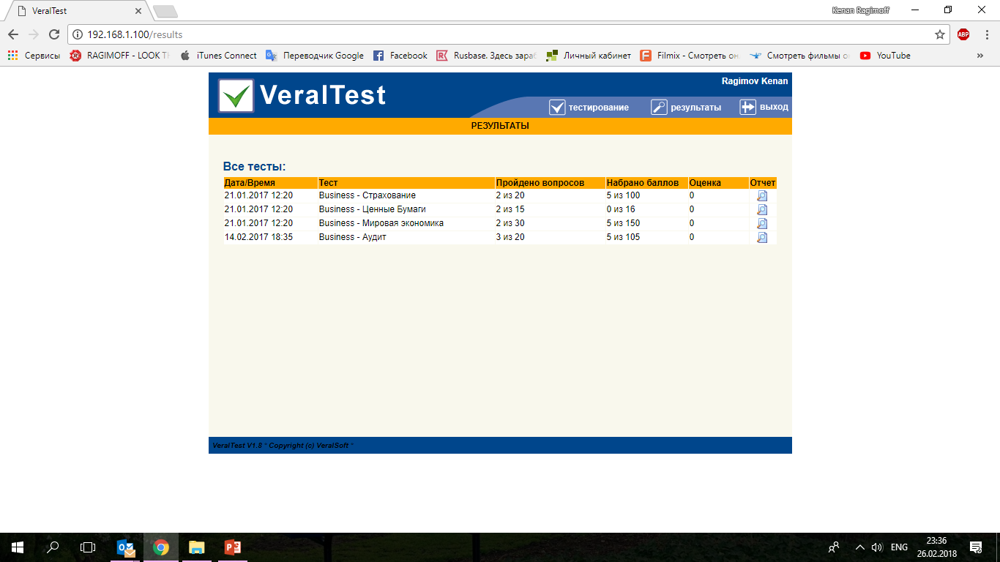 VeralTest
Kenan Ragimoff
192.168.1.100/results
ABP
Сервисы RAGIMOFF - LOOK iTunes Connect Переводчик Google Facebook Rusbase. Здесь Личный кабинет Filmix - Смотреть Смотреть фильмы YouTube
VeralTest
Ragimov Kenan
тестирование результаты выход
РЕЗУЛЬТАТЫ
Все тесты:
Дата/Время Тест Пройдено вопросов Набрано баллов Оценка Отчет
21.01.2017 12:20 Business - Страхование 2 из 20 5 из 100 0
21.01.2017 12:20 Business - Ценные Бумаги 2 из 15 0 из 16 0
21.01.2017 12:20 Business - Мировая экономика 2 из 30 5 из 150 0
14.02.2017 18:35 Business - Аудит 3 из 20 5 из 105 0
VeralTest V1.8 * Copyright (c) VeralSoft *
ENG
23:36
26.02.2018